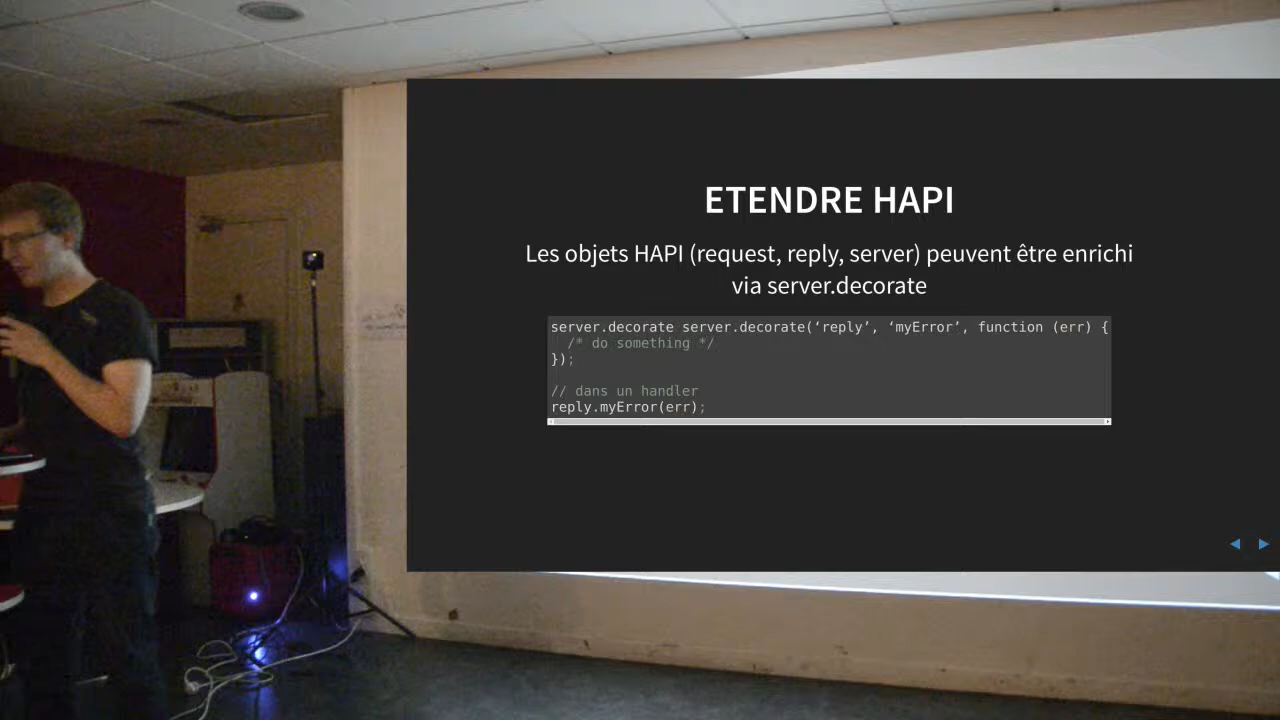 ETENDRE HAPI
Les objets HAPI (request, reply, server) peuvent être enrichi
via server.decorate
server.decorate server.decorate(‘reply’, ‘myError’, function (err) {
  /* do something */
});
// dans un handler
reply.myError(err);